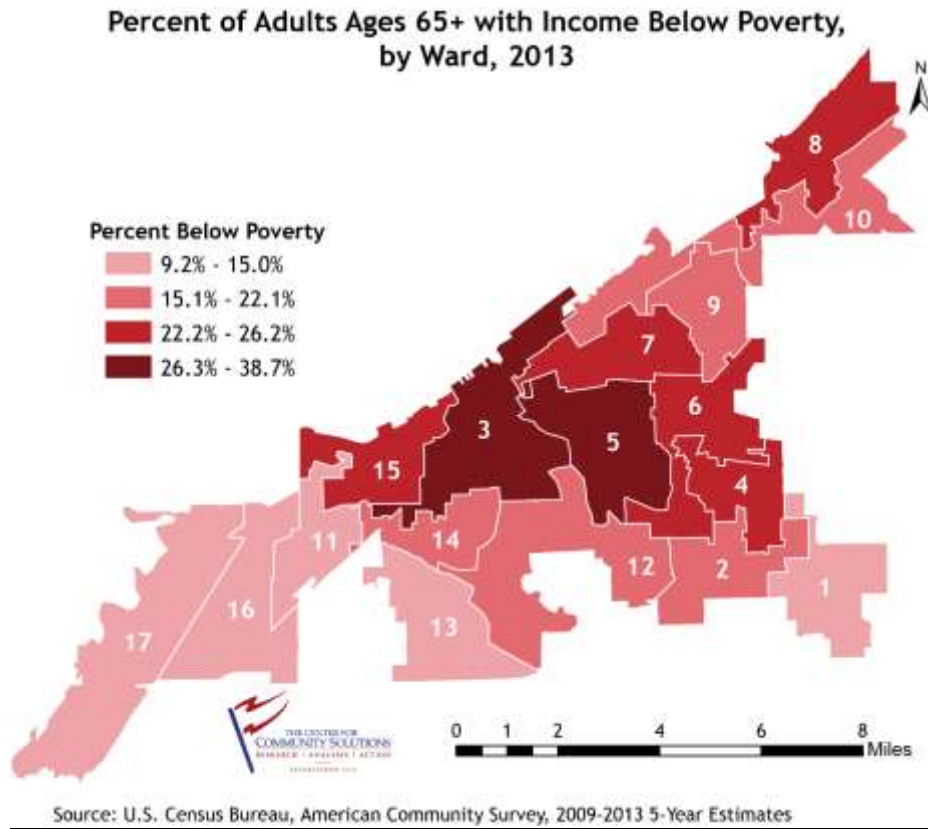 Percent of Adults Ages 65+ with Income Below Poverty,
by Ward, 2013
N
8
10
Percent Below Poverty
9.2% - 15.0%
15.1% - 22.1%
22.2% - 26.2%
26.3% - 38.7%
9
7
6
3
5
15
4
11
14
12
2
1
16
13
17
THE CENTER FOR
COMMUNITY SOLUTIONS
RESEARCH • ANALYSIS • ACTION
0 1 2 4 6 8
Miles
Source: U.S. Census Bureau, American Community Survey, 2009-2013 5-Year Estimates